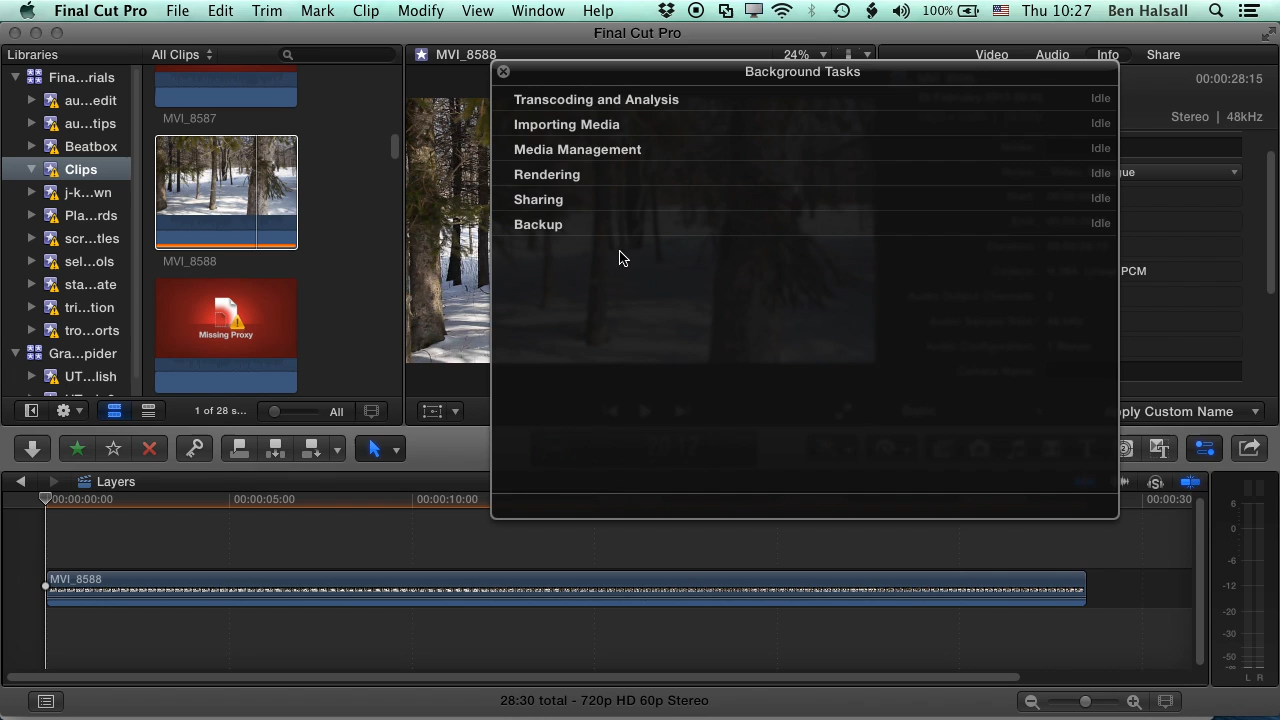 Final Cut Pro File Edit Trim Mark Clip Modify View Window Help 100% Thu 10:27 Ben Halsall
Final Cut Pro
Libraries All Clips MVI_8588 24% Video Audio Info Share
Background Tasks
00:00:28:15
Stereo | 48kHz
Transcoding and Analysis Idle
Importing Media Idle
Media Management Idle
Rendering Idle
Sharing Idle
Backup Idle
que
PCM
Fina...rials
au...edit
au...tips
Beatbox
Clips
j-k...wn
Pla...rds
scr...tles
sel...ols
sta...ate
tri...tion
tro...orts
Gra...pider
UT...lish
MVI_8587
MVI_8588
Missing Proxy
1 of 28 s... All
ply Custom Name
Layers
00:00:00:00 00:00:05:00 00:00:10:00 00:00:30
MVI_8588
6
0
-6
-12
-20
-30
-50
-∞
L R
28:30 total - 720p HD 60p Stereo